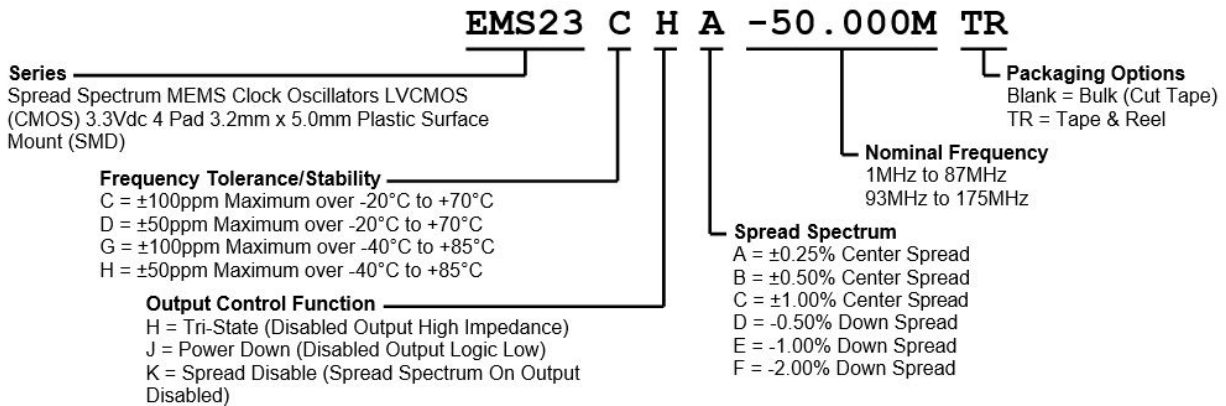 EMS23 C H A -50.000M TR
Series
Spread Spectrum MEMS Clock Oscillators LVCMOS
(CMOS) 3.3Vdc 4 Pad 3.2mm x 5.0mm Plastic Surface
Mount (SMD)
Frequency Tolerance/Stability
C = ±100ppm Maximum over -20°C to +70°C
D = ±50ppm Maximum over -20°C to +70°C
G = ±100ppm Maximum over -40°C to +85°C
H = ±50ppm Maximum over -40°C to +85°C
Output Control Function
H = Tri-State (Disabled Output High Impedance)
J = Power Down (Disabled Output Logic Low)
K = Spread Disable (Spread Spectrum On Output
Disabled)
Packaging Options
Blank = Bulk (Cut Tape)
TR = Tape & Reel
Nominal Frequency
1MHz to 87MHz
93MHz to 175MHz
Spread Spectrum
A = ±0.25% Center Spread
B = ±0.50% Center Spread
C = ±1.00% Center Spread
D = -0.50% Down Spread
E = -1.00% Down Spread
F = -2.00% Down Spread